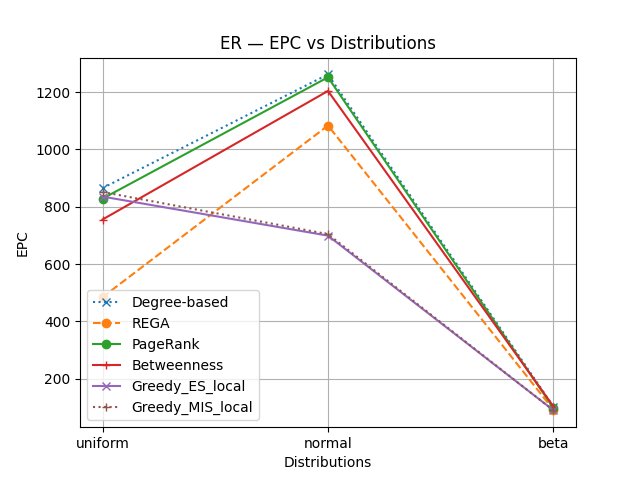 ER — EPC vs Distributions
1200
1000
800
600
400
200
EPC
Degree-based
REGA
PageRank
Betweenness
Greedy_ES_local
Greedy_MIS_local
uniform
normal
beta
Distributions